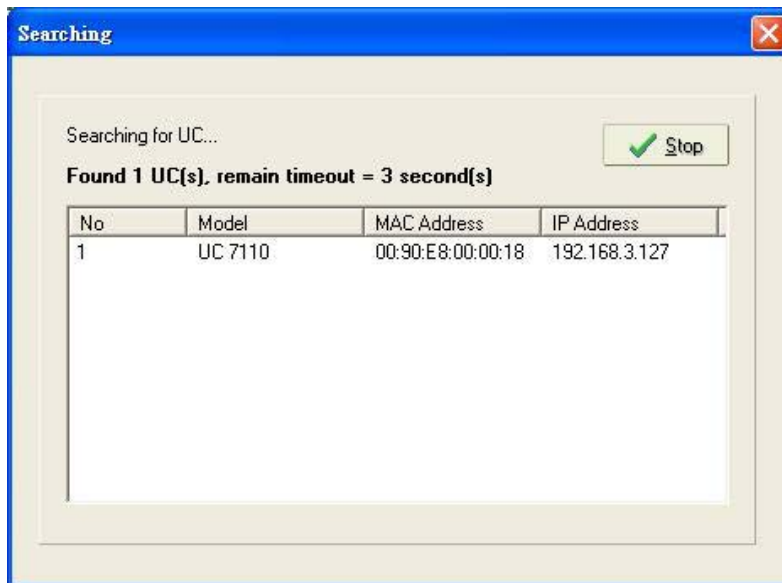 Searching
Searching for UC...
Stop
Found 1 UC(s), remain timeout = 3 second(s)
No Model MAC Address IP Address
1 UC 7110 00:90:E8:00:00:18 192.168.3.127